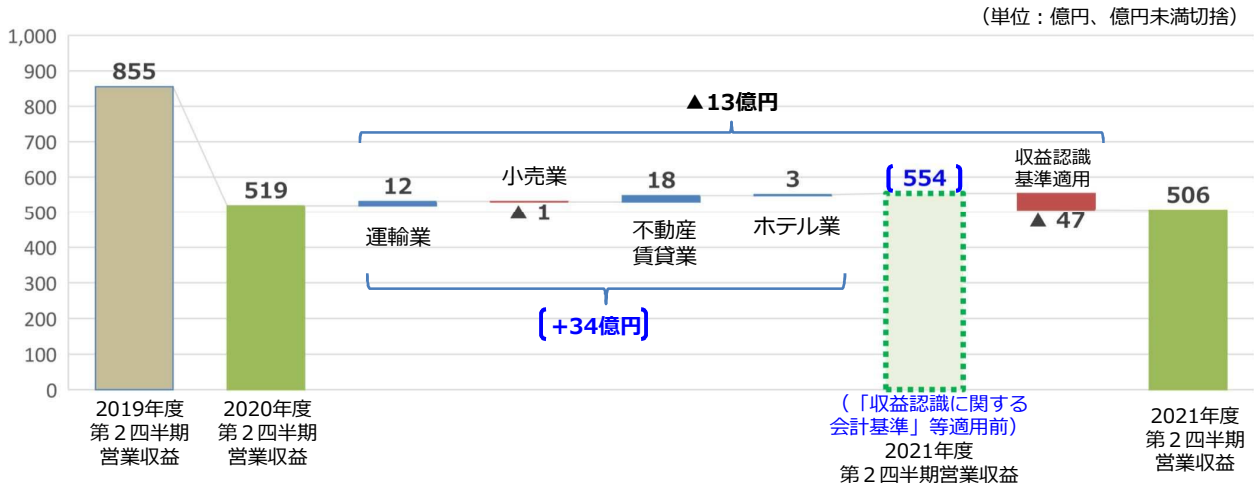 （単位：億円、億円未満切捨）
1,000
900
800
700
600
500
400
300
200
100
0
855
519
▲13億円
12
運輸業
小売業
▲ 1
18
不動産
賃貸業
3
ホテル業
[+34億円]
[554]
収益認識
基準適用
▲ 47
506
2019年度
第２四半期
営業収益
2020年度
第２四半期
営業収益
（「収益認識に関する
会計基準」等適用前）
2021年度
第２四半期営業収益
2021年度
第２四半期
営業収益